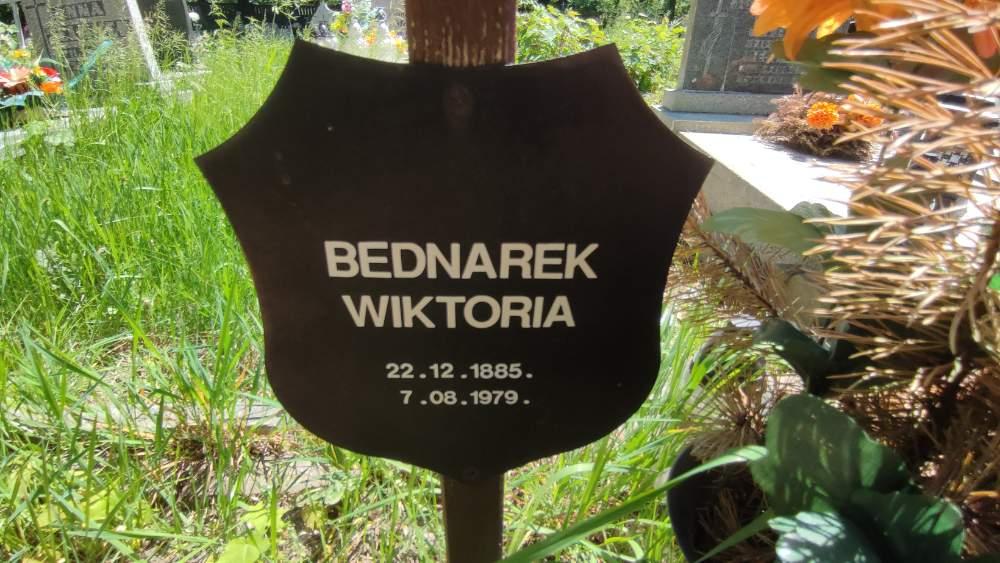 BEDNAREK
WIKTORIA
22.12.1885.
7.08.1979.